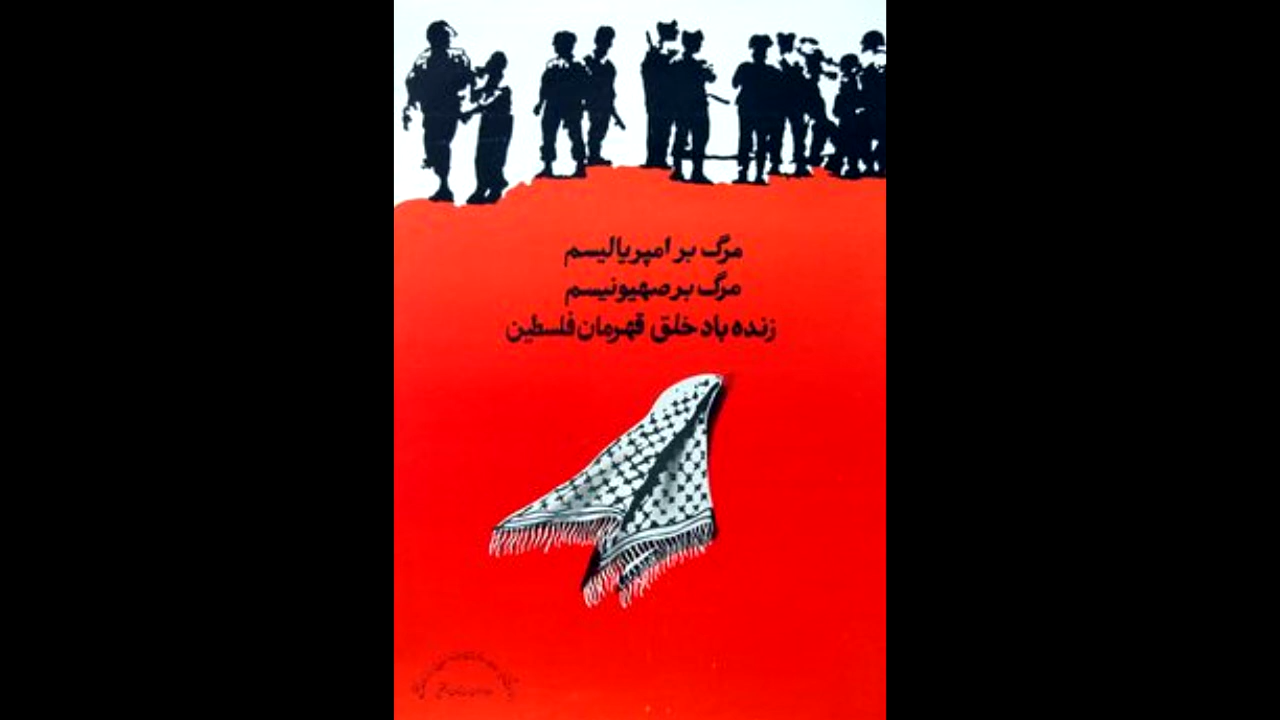 مرگ بر امپریالیسم
مرگ بر صهیونیسم
زنده باد خلق قهرمان فلسطین